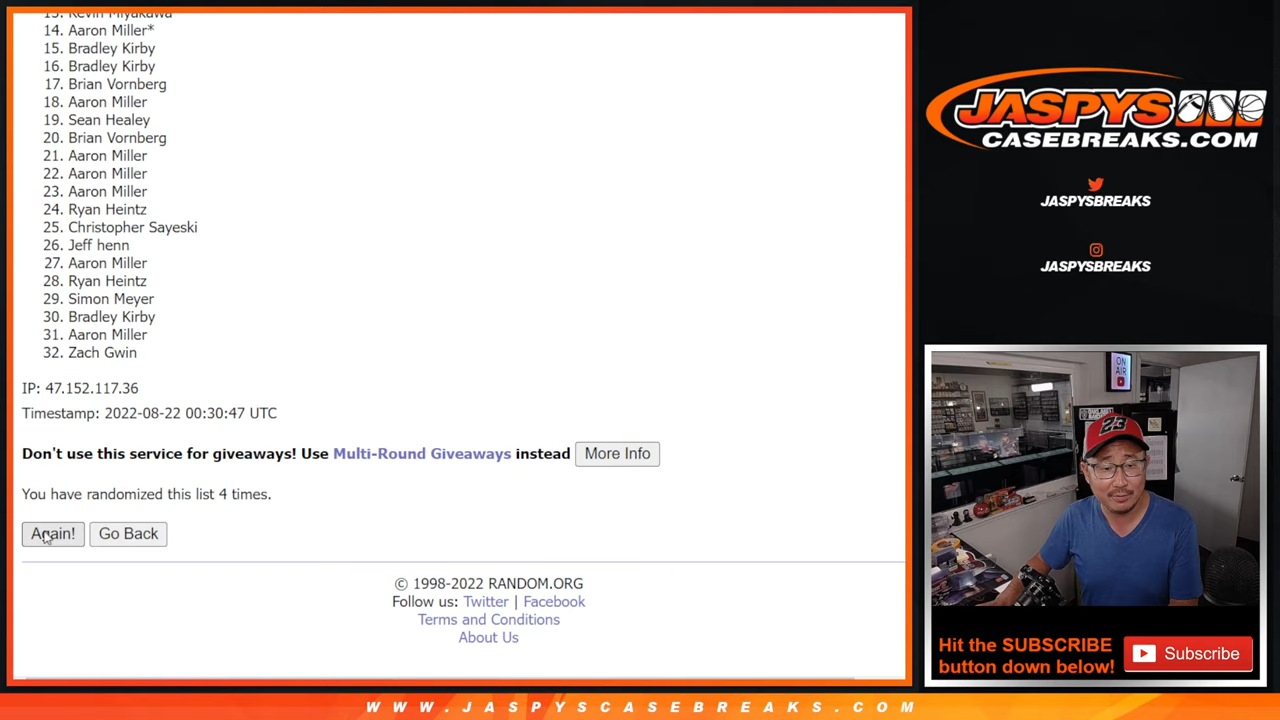 13. Kevin Miyakawa
14. Aaron Miller*
15. Bradley Kirby
16. Bradley Kirby
17. Brian Vornberg
18. Aaron Miller
19. Sean Healey
20. Brian Vornberg
21. Aaron Miller
22. Aaron Miller
23. Aaron Miller
24. Ryan Heintz
25. Christopher Sayeski
26. Jeff henn
27. Aaron Miller
28. Ryan Heintz
29. Simon Meyer
30. Bradley Kirby
31. Aaron Miller
32. Zach Gwin
IP: 47.152.117.36
Timestamp: 2022-08-22 00:30:47 UTC
Don't use this service for giveaways! Use Multi-Round Giveaways instead More Info
You have randomized this list 4 times.
Again! Go Back
© 1998-2022 RANDOM.ORG
Follow us: Twitter | Facebook
Terms and Conditions
About Us
JASPYS
CASEBREAKS.COM
JASPYSBREAKS
JASPYSBREAKS
ON
AIR
23
Hit the SUBSCRIBE
button down below!
Subscribe
WWW.JASPYSCASEBREAKS.COM